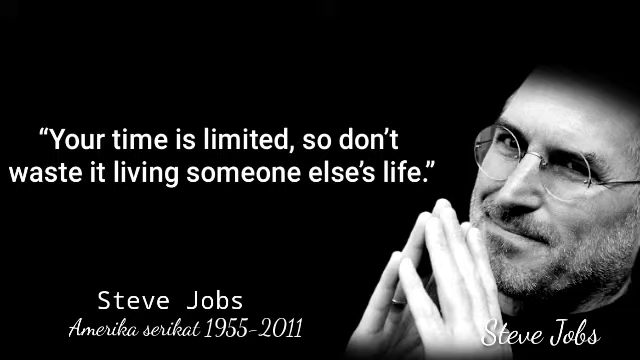 “Your time is limited, so don’t
waste it living someone else’s life.”
Steve Jobs
Amerika serikat 1955-2011
Steve Jobs